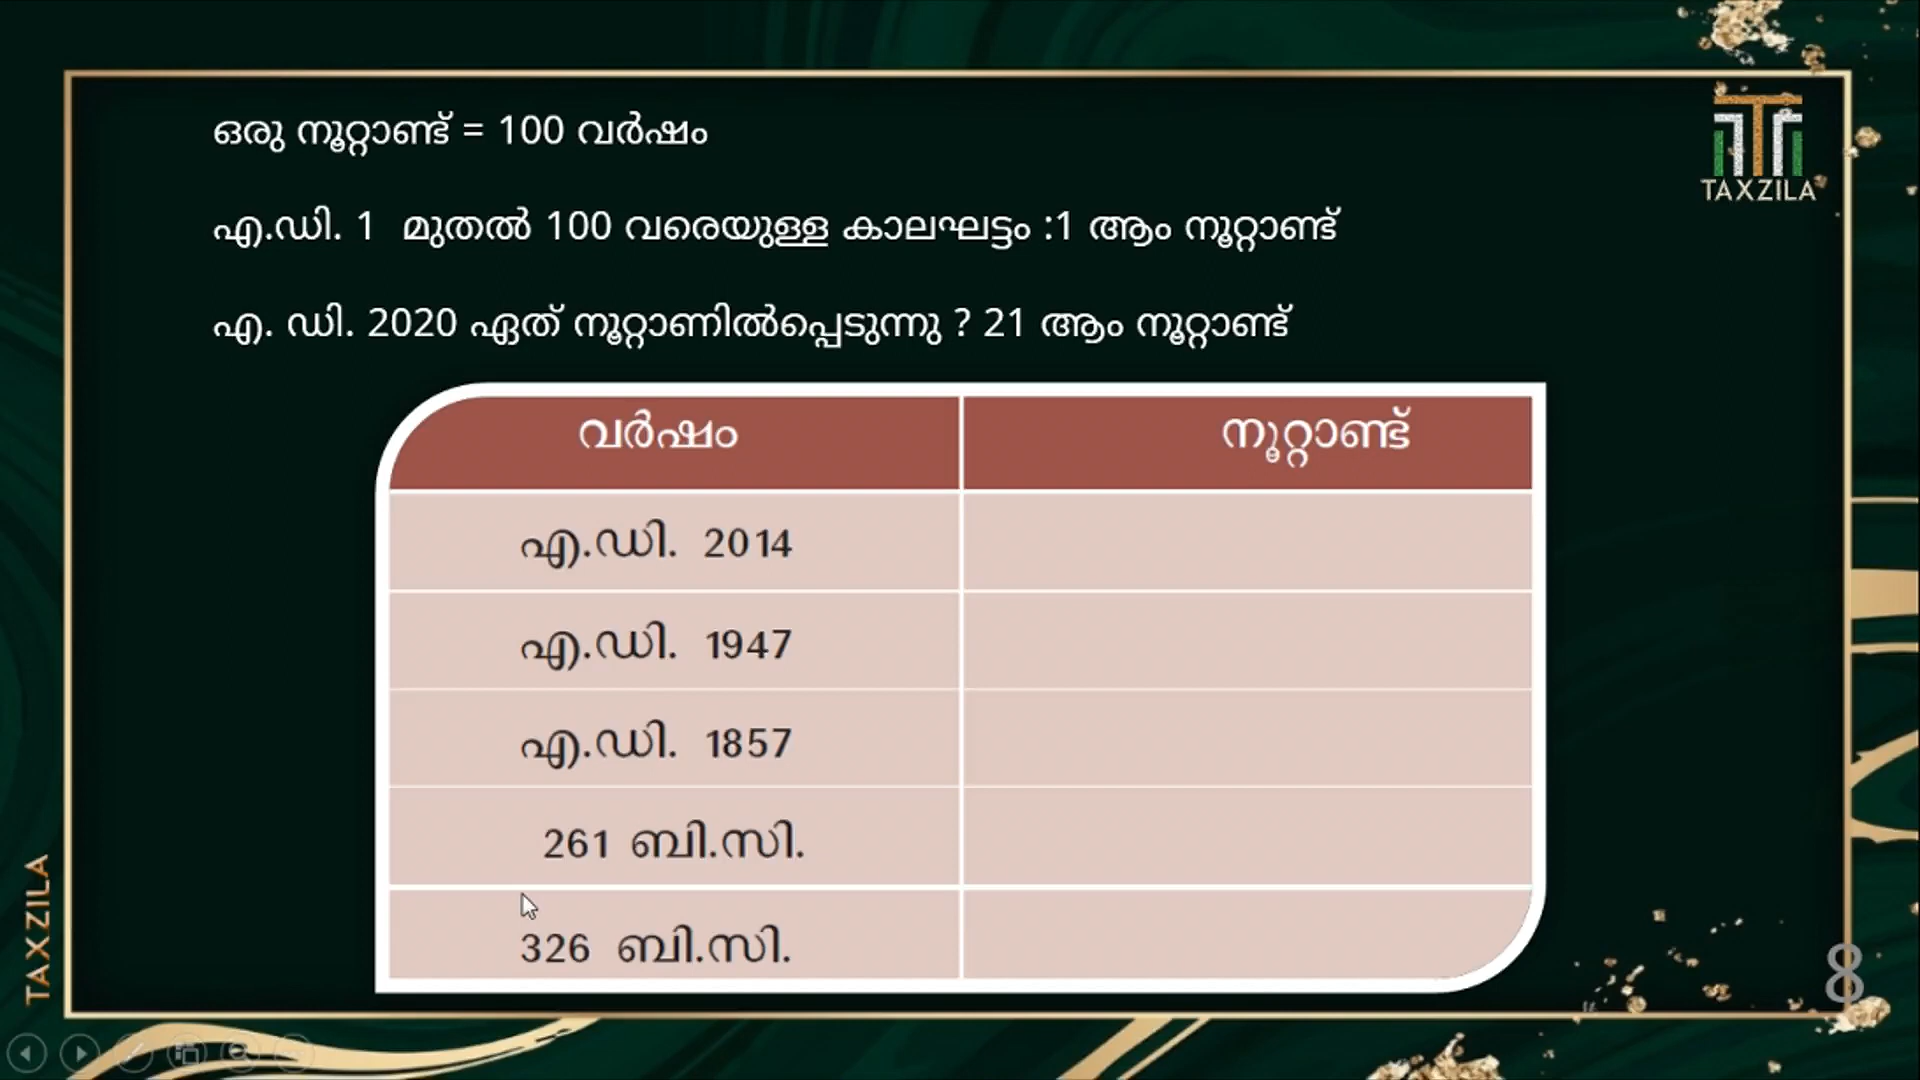 ഒരു നൂറ്റാണ്ട് = 100 വർഷം
എ.ഡി. 1 മുതൽ 100 വരെയുള്ള കാലഘട്ടം :1 ആം നൂറ്റാണ്ട്
എ. ഡി. 2020 ഏത് നൂറ്റാണിൽപ്പെടുന്നു ? 21 ആം നൂറ്റാണ്ട്
വർഷം നൂറ്റാണ്ട്
എ.ഡി. 2014
എ.ഡി. 1947
എ.ഡി. 1857
261 ബി.സി.
326 ബി.സി.
TAXZILA
TAXZILA
8